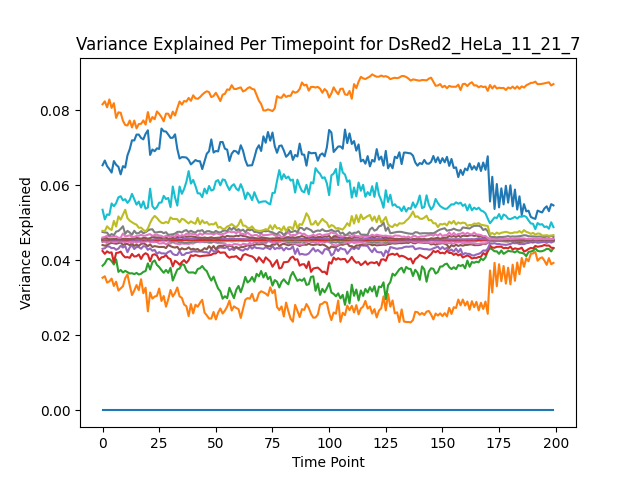 Variance Explained Per Timepoint for DsRed2_HeLa_11_21_7
0.08
0.06
0.04
0.02
0.00
Variance Explained
0 25 50 75 100 125 150 175 200
Time Point